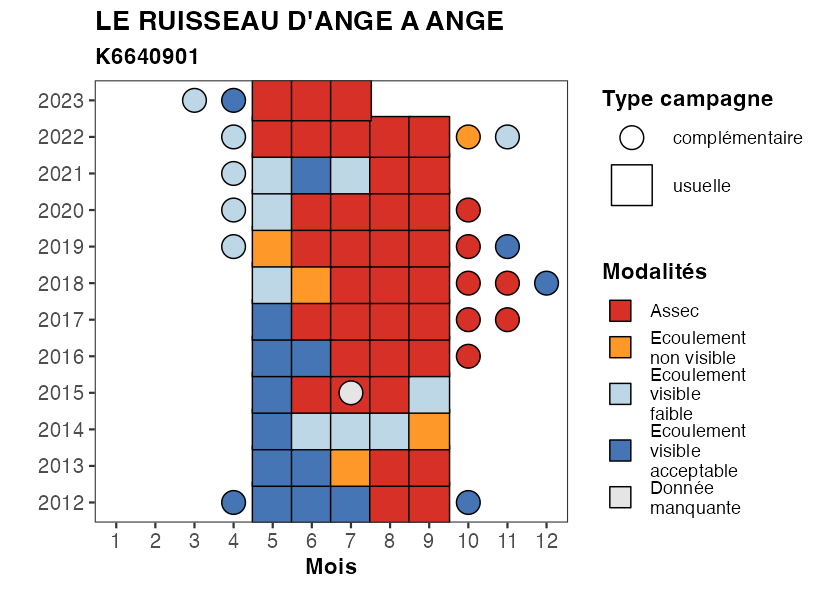 LE RUISSEAU D'ANGE A ANGE
K6640901
2023
2022
2021
2020
2019
2018
2017
2016
2015
2014
2013
2012
1 2 3 4 5 6 7 8 9 10 11 12
Mois
Type campagne
complémentaire
usuelle
Modalités
Assec
Ecoulement
non visible
Ecoulement
visible
faible
Ecoulement
visible
acceptable
Donnée
manquante